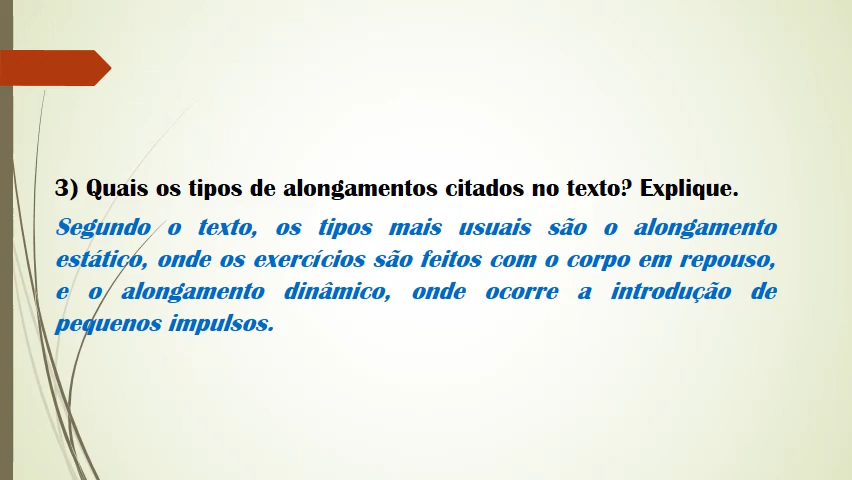 3) Quais os tipos de alongamentos citados no texto? Explique.
Segundo o texto, os tipos mais usuais são o alongamento
estático, onde os exercícios são feitos com o corpo em repouso,
e o alongamento dinâmico, onde ocorre a introdução de
pequenos impulsos.